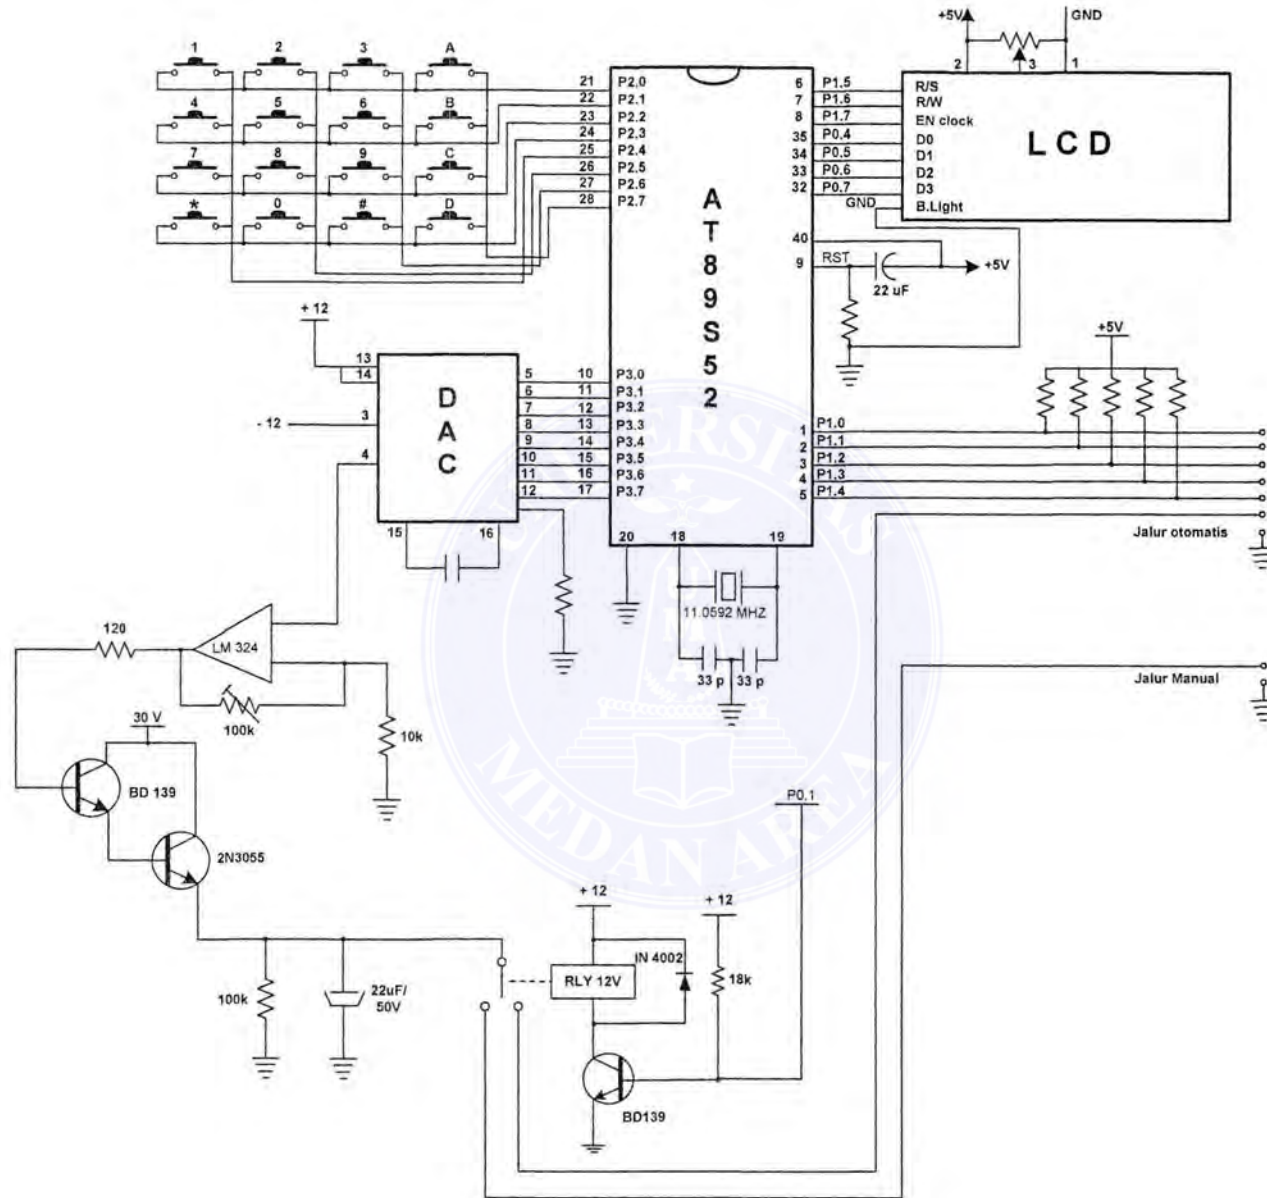 +5V GND
2 3 1
1 2 3 A
4 5 6 B
7 8 9 C
* 0 # D
21 P2.0
22 P2.1
23 P2.2
24 P2.3
25 P2.4
26 P2.5
27 P2.6
28 P2.7
AT89S52
6 P1.5 R/S
7 P1.6 R/W
8 P1.7 EN clock
35 P0.4 D0
34 P0.5 D1
33 P0.6 D2
32 P0.7 D3
GND B.Light
LCD
40
9 RST
22 uF
+5V
+5V
+ 12
13
14
- 12 3
4
DAC
15 16
5 10 P3.0
6 11 P3.1
7 12 P3.2
8 13 P3.3
9 14 P3.4
10 15 P3.5
11 16 P3.6
12 17 P3.7
1 P1.0
2 P1.1
3 P1.2
4 P1.3
5 P1.4
20 18 19
11.0592 MHZ
33 p 33 p
Jalur otomatis
Jalur Manual
120
LM 324
100k
10k
30 V
BD 139
2N3055
100k
22uF/
50V
+ 12
RLY 12V
IN 4002
+ 12
18k
P0.1
BD139
UNIVERSITAS
UMA
MEDAN AREA